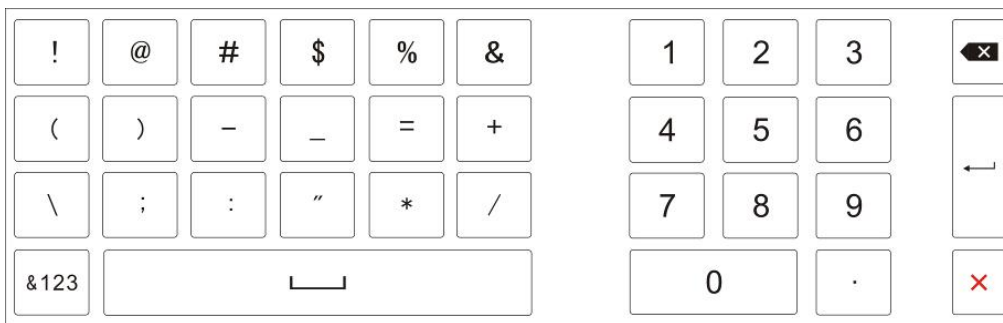 ! @ # $ % & 1 2 3
( ) – _ = + 4 5 6
\ ; : " * / 7 8 9
&123 0 .